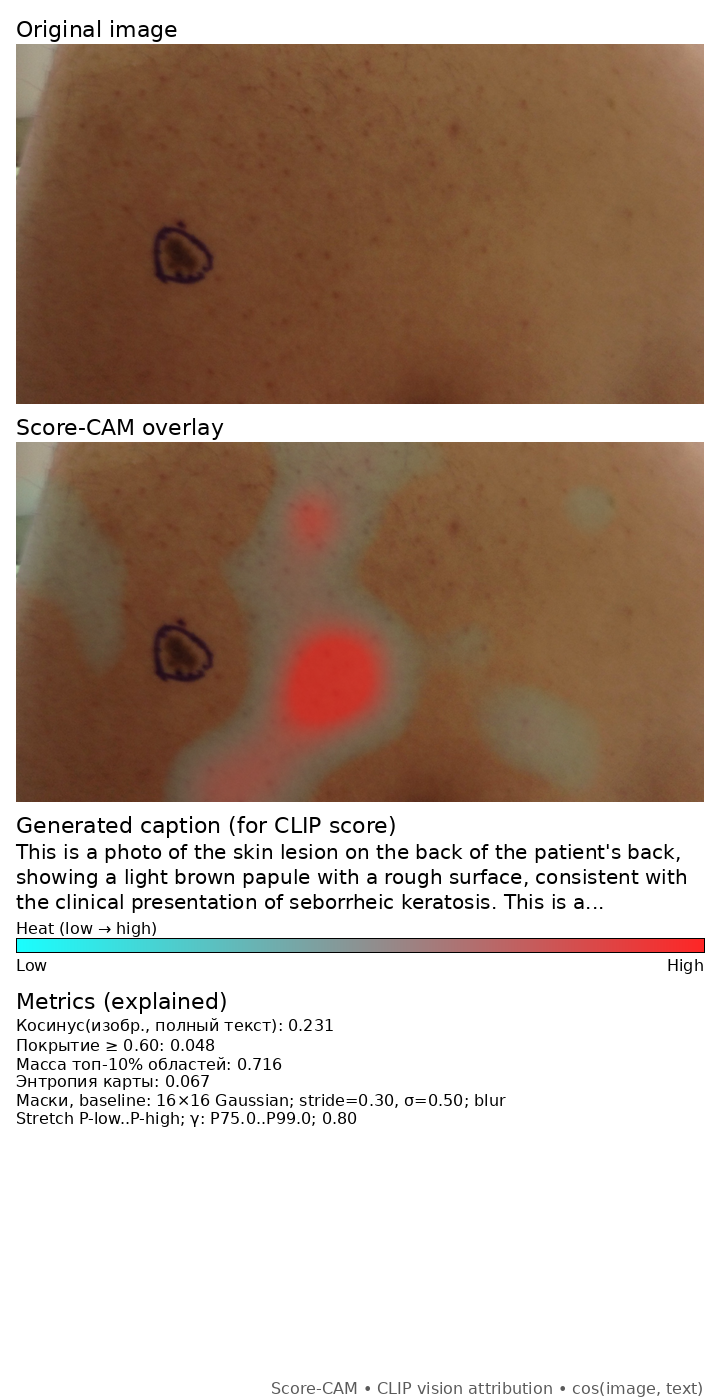 Original image
Score-CAM overlay
Generated caption (for CLIP score)
This is a photo of the skin lesion on the back of the patient's back,
showing a light brown papule with a rough surface, consistent with
the clinical presentation of seborrheic keratosis. This is a...
Heat (low → high)
Low High
Metrics (explained)
Косинус(изобр., полный текст): 0.231
Покрытие ≥ 0.60: 0.048
Масса топ-10% областей: 0.716
Энтропия карты: 0.067
Маски, baseline: 16×16 Gaussian; stride=0.30, σ=0.50; blur
Stretch P-low..P-high; γ: P75.0..P99.0; 0.80
Score-CAM • CLIP vision attribution • cos(image, text)